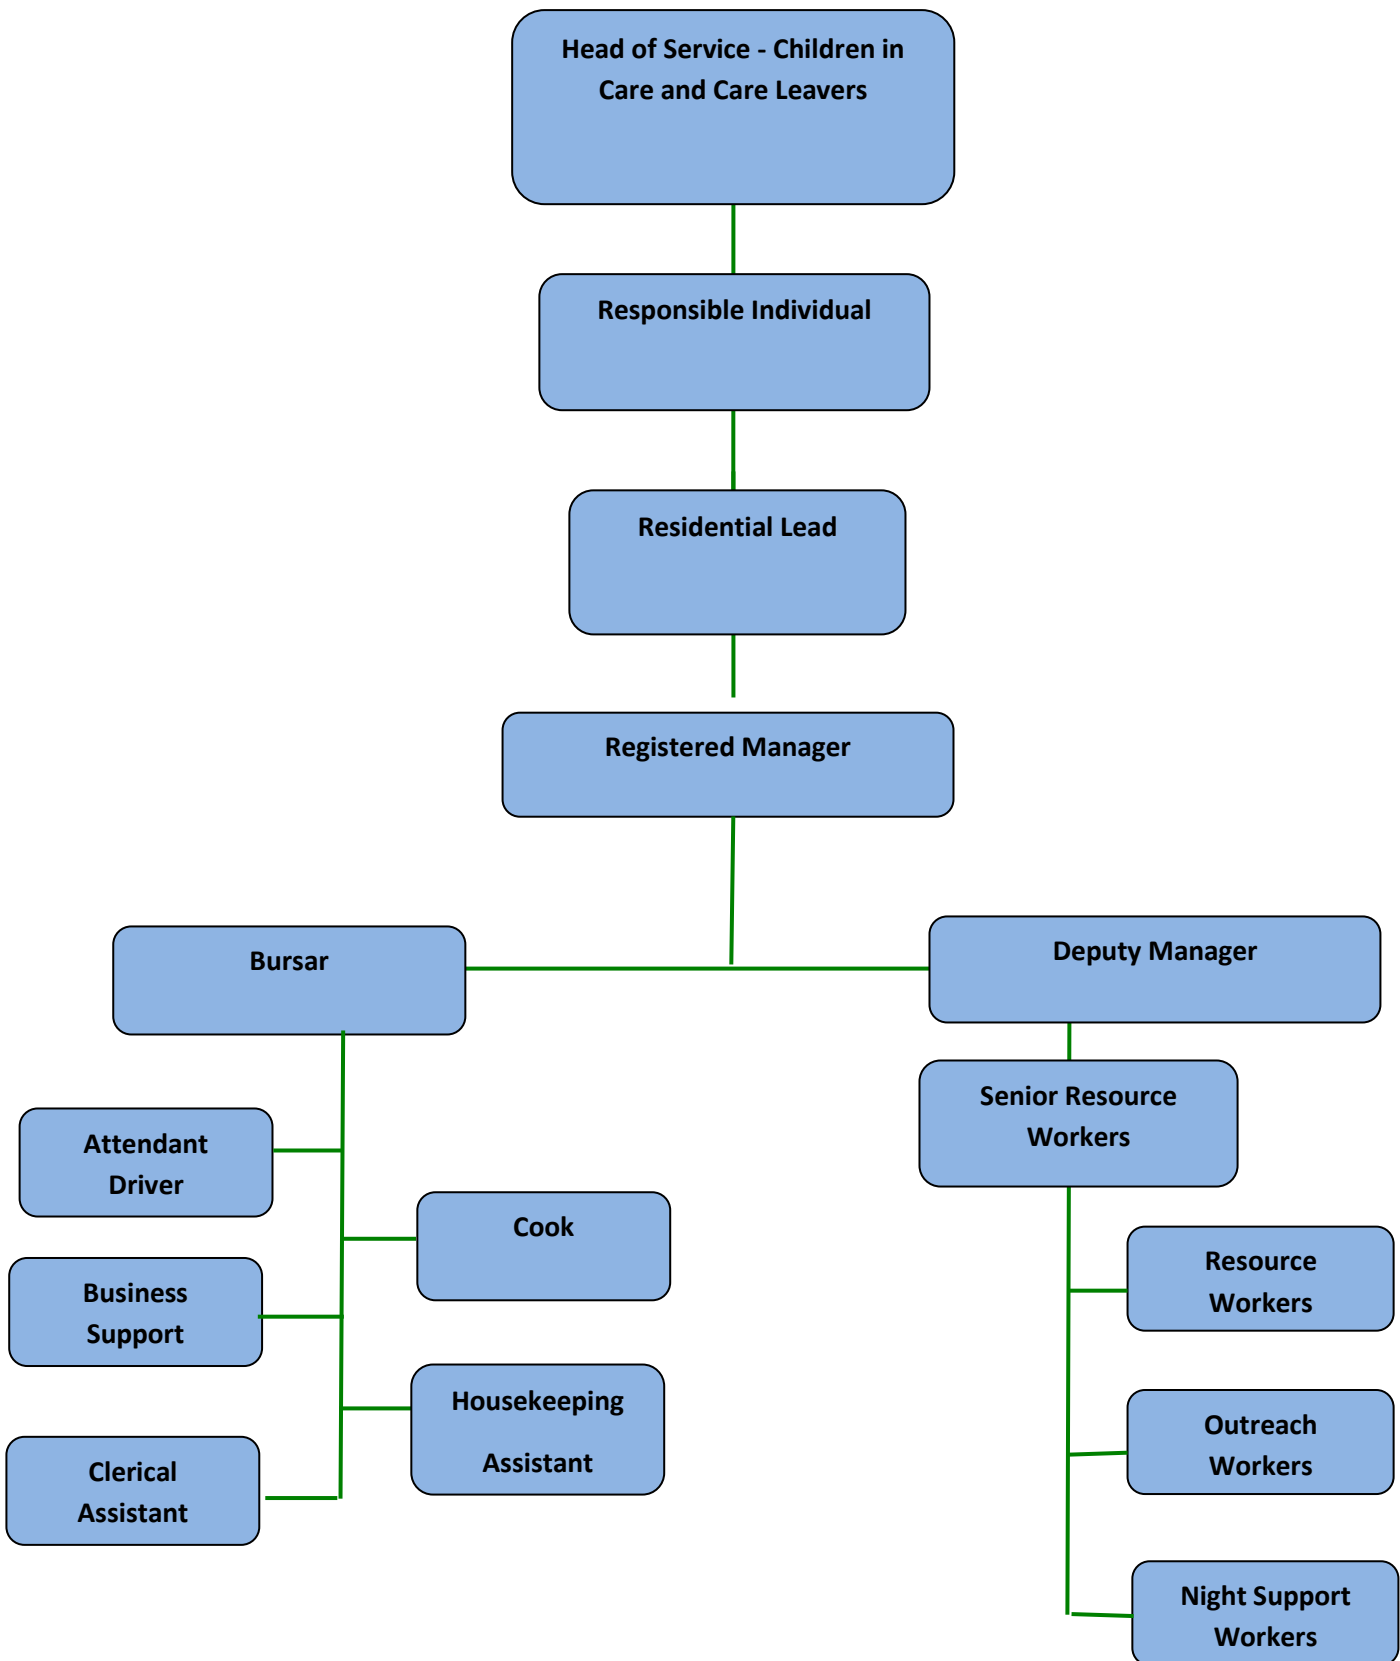 Head of Service - Children in
Care and Care Leavers
Responsible Individual
Residential Lead
Registered Manager
Bursar
Deputy Manager
Senior Resource
Workers
Attendant
Driver
Cook
Business
Support
Housekeeping
Assistant
Clerical
Assistant
Resource
Workers
Outreach
Workers
Night Support
Workers